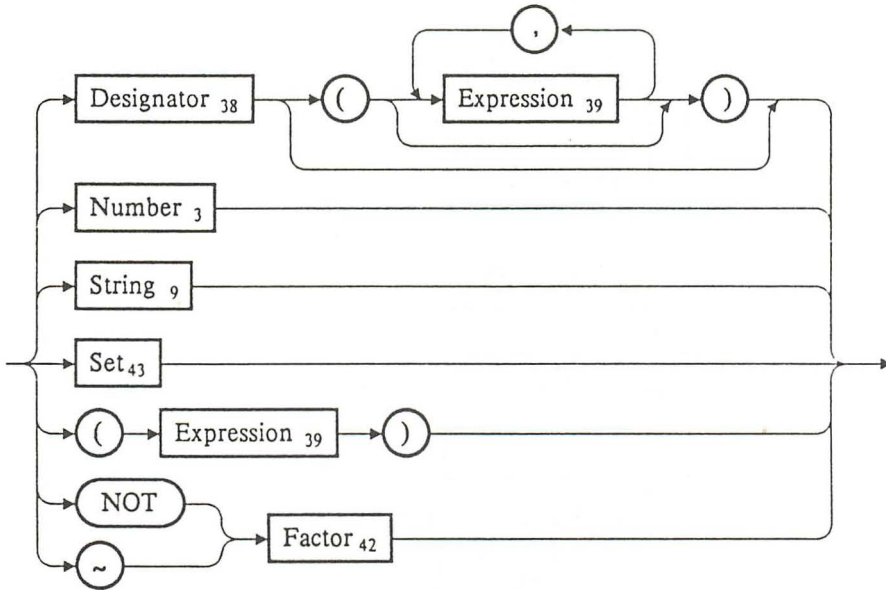 ,
Designator 38 ( Expression 39 )
Number 3
String 9
Set 43
( Expression 39 )
NOT
Factor 42
~